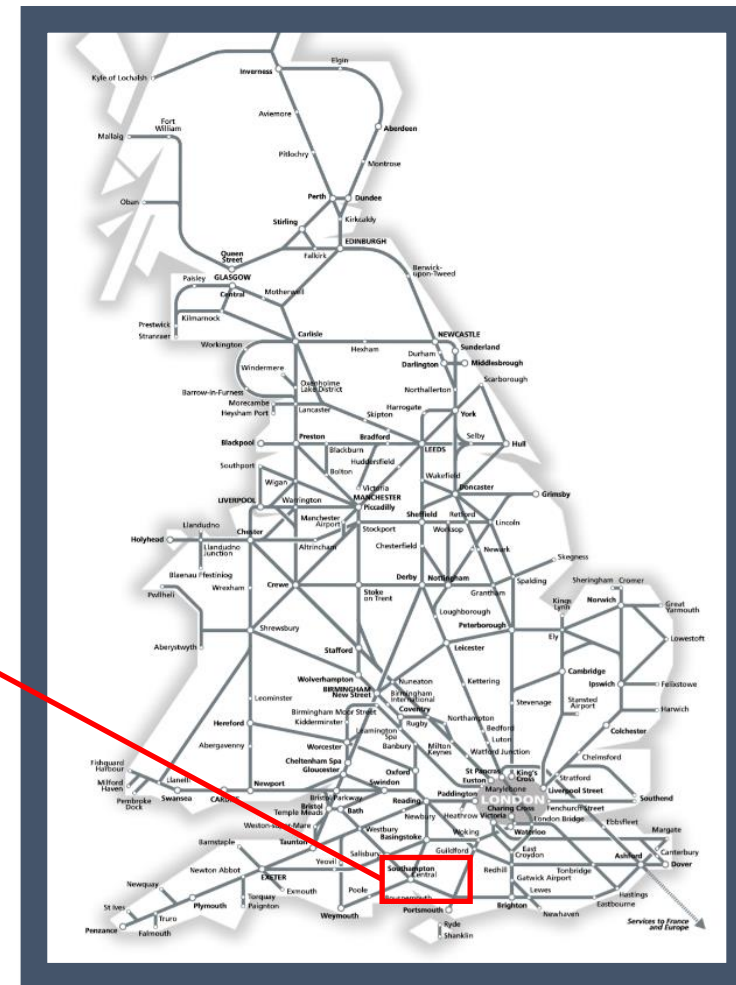 Elgin
Kyle of Lochalsh
Inverness
Aviemore
Fort
William
Aberdeen
Mallaig
Pitlochry
Montrose
Perth
Dundee
Oban
Stirling
Kirkcaldy
EDINBURGH
Queen
Street
Falkirk
Berwick-
upon-Tweed
Paisley
GLASGOW
Central
Motherwell
Kilmarnock
Prestwick
Stranraer
Carlisle
NEWCASTLE
Workington
Hexham
Sunderland
Durham
Darlington
Middlesbrough
Windermere
Scarborough
Oxenholme
Lake District
Northallerton
Barrow-in-Furness
Morecambe
Harrogate
York
Heysham Port
Lancaster
Skipton
Blackpool
Preston
Bradford
Selby
Hull
Blackburn
LEEDS
Huddersfield
Southport
Bolton
Wakefield
Wigan
Victoria
Doncaster
LIVERPOOL
Warrington
MANCHESTER
Piccadilly
Grimsby
Manchester
Airport
Sheffield
Retford
Llandudno
Stockport
Worksop
Lincoln
Holyhead
Chester
Llandudno
Junction
Altrincham
Chesterfield
Newark
Skegness
Blaenau Ffestiniog
Wrexham
Crewe
Stoke
on Trent
Derby
Nottingham
Grantham
Spalding
Sheringham
Cromer
Pwllheli
Kings
Lynn
Norwich
Great
Yarmouth
Loughborough
Peterborough
Shrewsbury
Ely
Lowestoft
Aberystwyth
Stafford
Leicester
Wolverhampton
Nuneaton
Cambridge
BIRMINGHAM
New Street
Birmingham
International
Kettering
Ipswich
Felixstowe
Leominster
Coventry
Stevenage
Stansted
Airport
Harwich
Birmingham Moor Street
Kidderminster
Rugby
Northampton
Hereford
Leamington
Spa
Bedford
Colchester
Abergavenny
Worcester
Banbury
Milton
Keynes
Luton
Watford Junction
Chelmsford
Fishguard
Harbour
Cheltenham Spa
Gloucester
Oxford
St Pancras
Euston
King's
Cross
Stratford
Milford
Haven
Llanelli
Swindon
Marylebone
Liverpool Street
Pembroke
Dock
Swansea
CARDIFF
Newport
Bristol Parkway
Reading
Paddington
LONDON
Fenchurch Street
Southend
Bristol
Temple Meads
Bath
Newbury
Heathrow
Victoria
Charing Cross
London Bridge
Ebbsfleet
Weston-super-Mare
Westbury
Basingstoke
Woking
Waterloo
Margate
Barnstaple
Taunton
Guildford
East
Croydon
Canterbury
Yeovil
Salisbury
Southampton
Central
Redhill
Tonbridge
Ashford
Dover
Newton Abbot
EXETER
Gatwick Airport
Newquay
Exmouth
Poole
Bournemouth
Lewes
Hastings
St Ives
Plymouth
Torquay
Paignton
Weymouth
Portsmouth
Brighton
Eastbourne
Newhaven
Truro
Penzance
Falmouth
Ryde
Shanklin
Services to France
and Europe